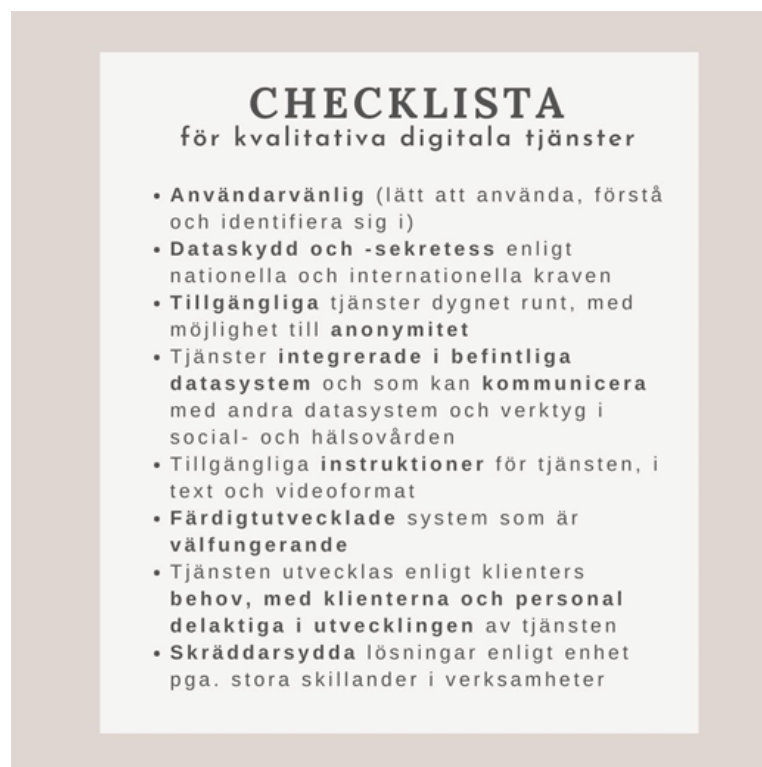 CHECKLISTA
för kvalitativa digitala tjänster
• Användarvänlig (lätt att använda, förstå
och identifiera sig i)
• Dataskydd och -sekretess enligt
nationella och internationella kraven
• Tillgängliga tjänster dygnet runt, med
möjlighet till anonymitet
• Tjänster integrerade i befintliga
datasystem och som kan kommunicera
med andra datasystem och verktyg i
social- och hälsovården
• Tillgängliga instruktioner för tjänsten, i
text och videoformat
• Färdigtutvecklade system som är
välfungerande
• Tjänsten utvecklas enligt klienters
behov, med klienterna och personal
delaktiga i utvecklingen av tjänsten
• Skräddarsydda lösningar enligt enhet
pga. stora skillander i verksamheter